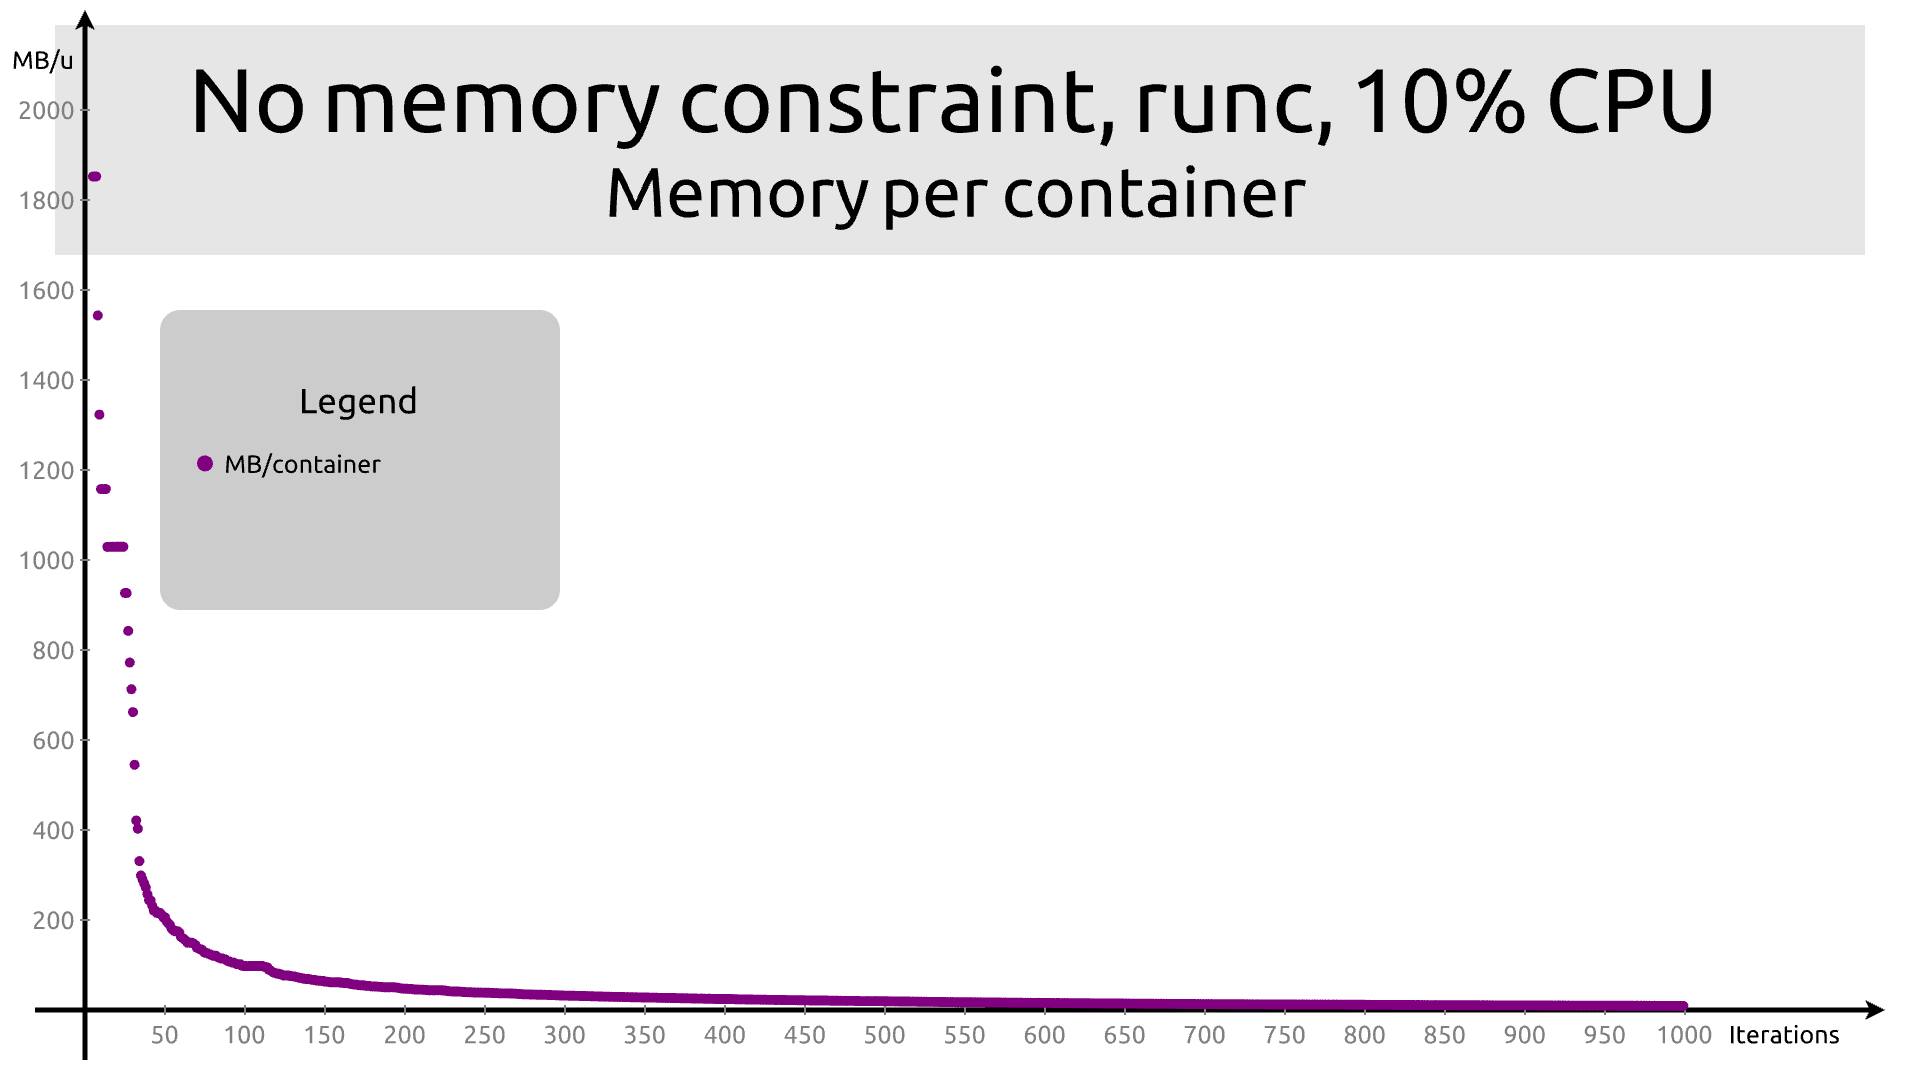 No memory constraint, runc, 10% CPU
Memory per container
MB/u
2000
1800
1600
1400
1200
1000
800
600
400
200
Legend
MB/container
50 100 150 200 250 300 350 400 450 500 550 600 650 700 750 800 850 900 950 1000 Iterations